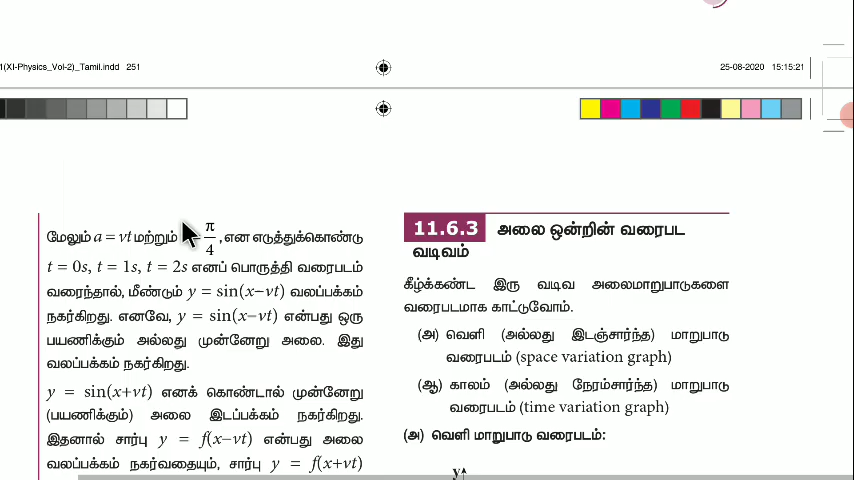 1(XI-Physics_Vol-2)_Tamil.indd 251
25-08-2020 15:15:21
மேலும் a = vt மற்றும் = π/4 , என எடுத்துக்கொண்டு
t = 0s, t = 1s, t = 2s எனப் பொருத்தி வரைபடம்
வரைந்தால், மீண்டும் y = sin(x−vt) வலப்பக்கம்
நகர்கிறது. எனவே, y = sin(x−vt) என்பது ஒரு
பயணிக்கும் அல்லது முன்னேறு அலை. இது
வலப்பக்கம் நகர்கிறது.
y = sin(x+vt) எனக் கொண்டால் முன்னேறு
(பயணிக்கும்) அலை இடப்பக்கம் நகர்கிறது.
இதனால் சார்பு y = f(x−vt) என்பது அலை
வலப்பக்கம் நகர்வதையும், சார்பு y = f(x+vt)
11.6.3 அலை ஒன்றின் வரைபட
வடிவம்
கீழ்க்கண்ட இரு வடிவ அலைமாறுபாடுகளை
வரைபடமாக காட்டுவோம்.
(அ) வெளி (அல்லது இடஞ்சார்ந்த) மாறுபாடு
வரைபடம் (space variation graph)
(ஆ) காலம் (அல்லது நேரம்சார்ந்த) மாறுபாடு
வரைபடம் (time variation graph)
(அ) வெளி மாறுபாடு வரைபடம்:
y